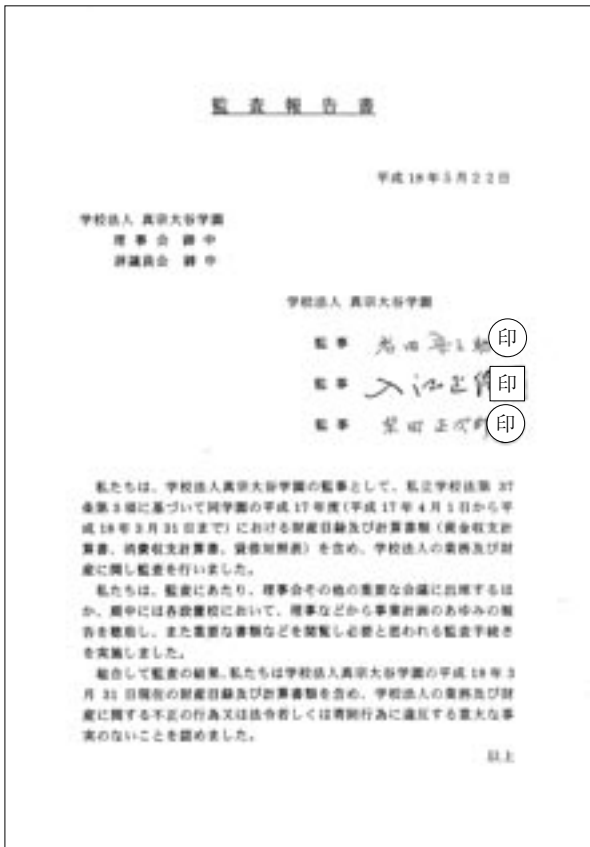 監査報告書
平成18年5月22日
学校法人 真宗大谷学園
理事会 御中
評議員会 御中
学校法人 真宗大谷学園
監事 印
監事 入江正 印
監事 柴田正 印
私たちは、学校法人真宗大谷学園の監事として、私立学校法第37
条第3項に基づいて同学園の平成17年度(平成17年4月1日から平
成18年3月31日まで)における財産目録及び計算書類(資金収支計
算書、消費収支計算書、貸借対照表)を含め、学校法人の業務及び財
産に関し監査を行いました。
私たちは、監査にあたり、理事会その他の重要な会議に出席するほ
か、期中には各設置校において、理事などから事業計画のあゆみの報
告を聴取し、また重要な書類などを閲覧し必要と思われる監査手続き
を実施しました。
総合して監査の結果、私たちは学校法人真宗大谷学園の平成18年3
月31日現在の財産目録及び計算書類を含め、学校法人の業務及び財
産に関する不正の行為又は法令若しくは寄附行為に違反する重大な事
実のないことを認めました。
以上